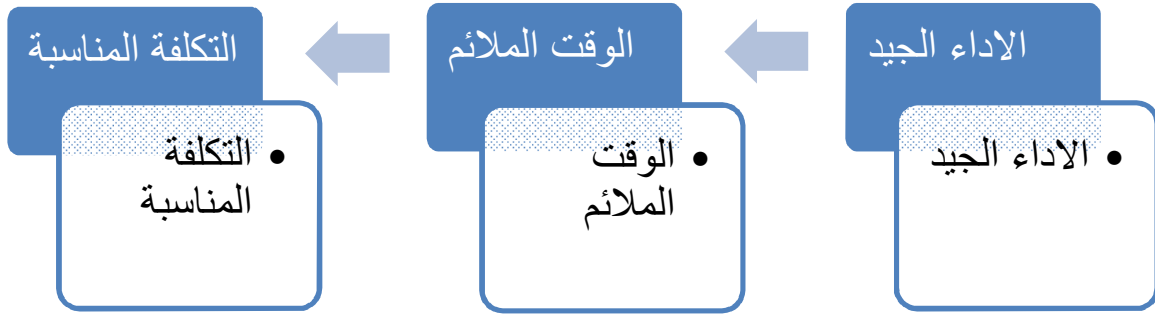 الاداء الجيد
• الاداء الجيد
الوقت الملائم
• الوقت
الملائم
التكلفة المناسبة
• التكلفة
المناسبة